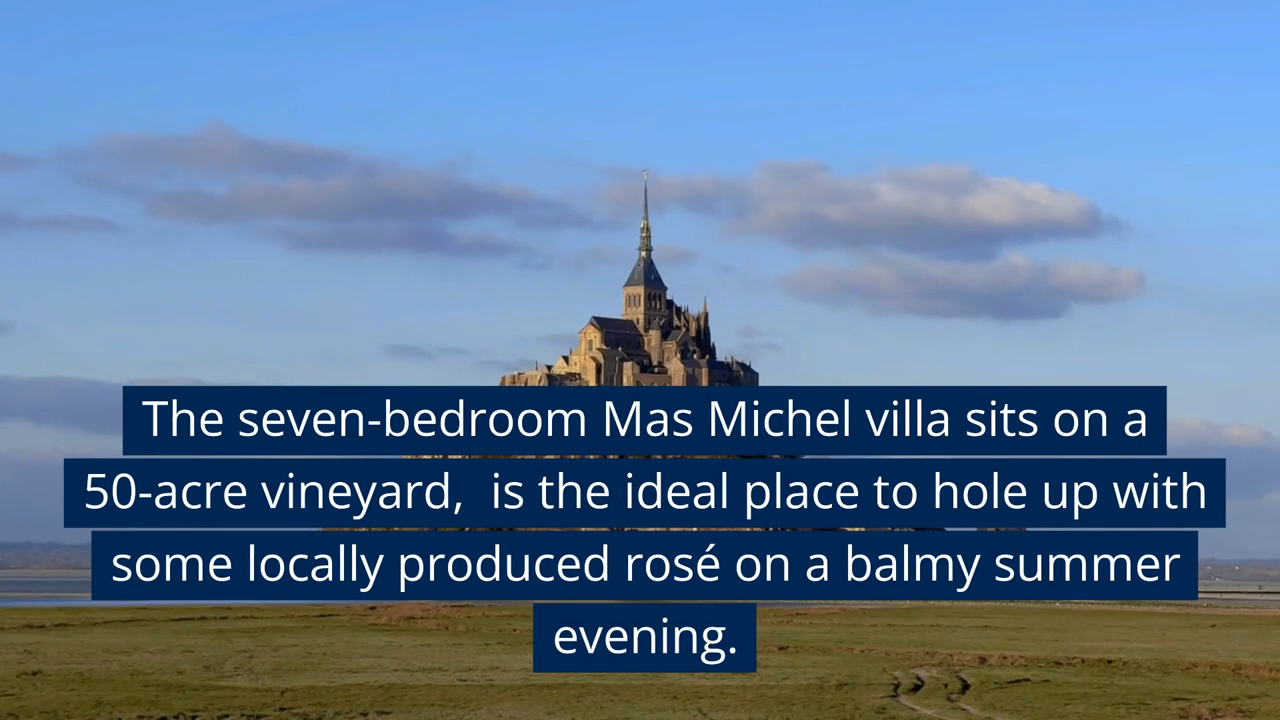 The seven-bedroom Mas Michel villa sits on a
50-acre vineyard,  is the ideal place to hole up with
some locally produced rosé on a balmy summer
evening.